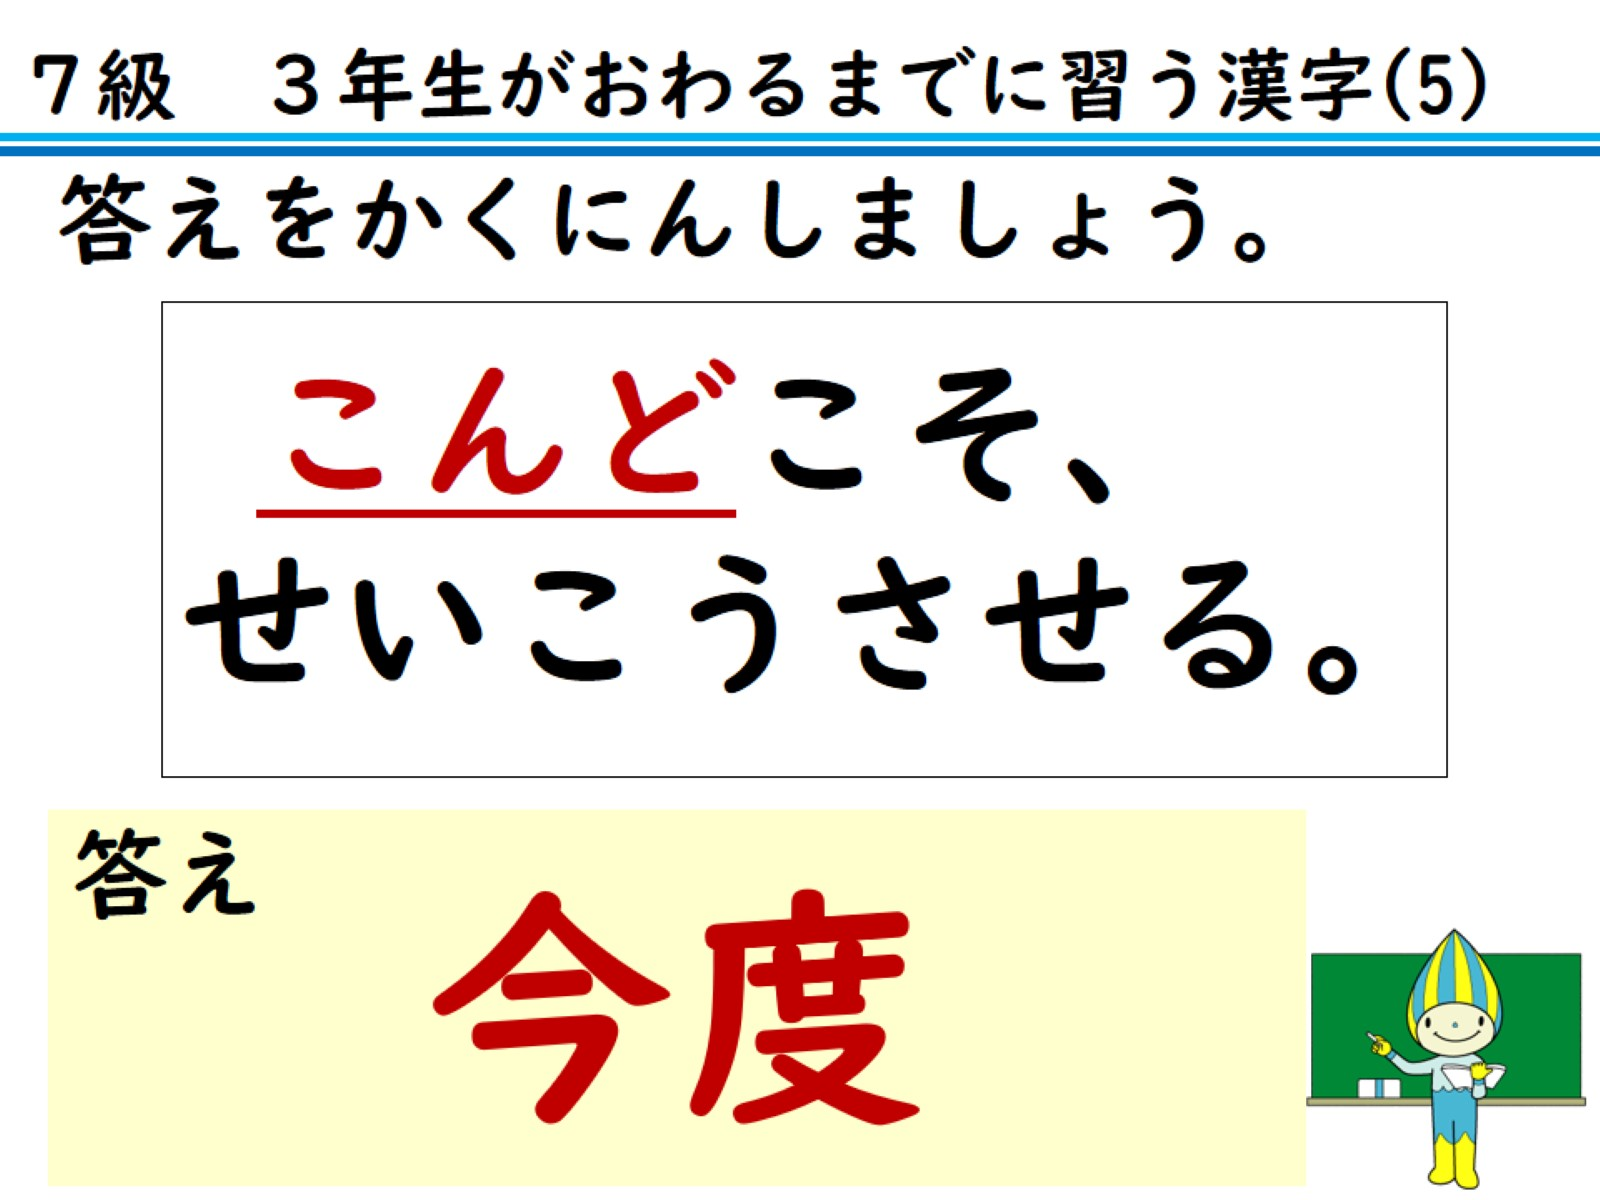 ７級　３年生がおわるまでに習う漢字(5)
答えをかくにんしましょう。
こんどこそ、
せいこうさせる。
答え
今度